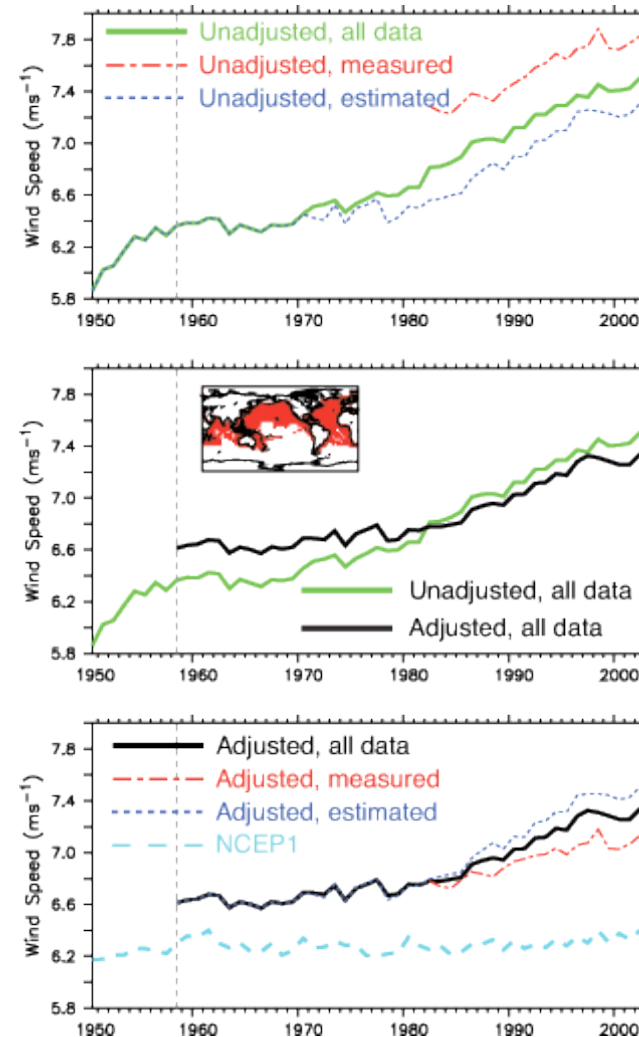 7.8
7.4
7.0
6.6
6.2
5.8
Wind Speed (ms⁻¹)
Unadjusted, all data
Unadjusted, measured
Unadjusted, estimated
1950 1960 1970 1980 1990 2000
7.8
7.4
7.0
6.6
6.2
5.8
Wind Speed (ms⁻¹)
Unadjusted, all data
Adjusted, all data
1950 1960 1970 1980 1990 2000
7.8
7.4
7.0
6.6
6.2
5.8
Wind Speed (ms⁻¹)
Adjusted, all data
Adjusted, measured
Adjusted, estimated
NCEP1
1950 1960 1970 1980 1990 2000